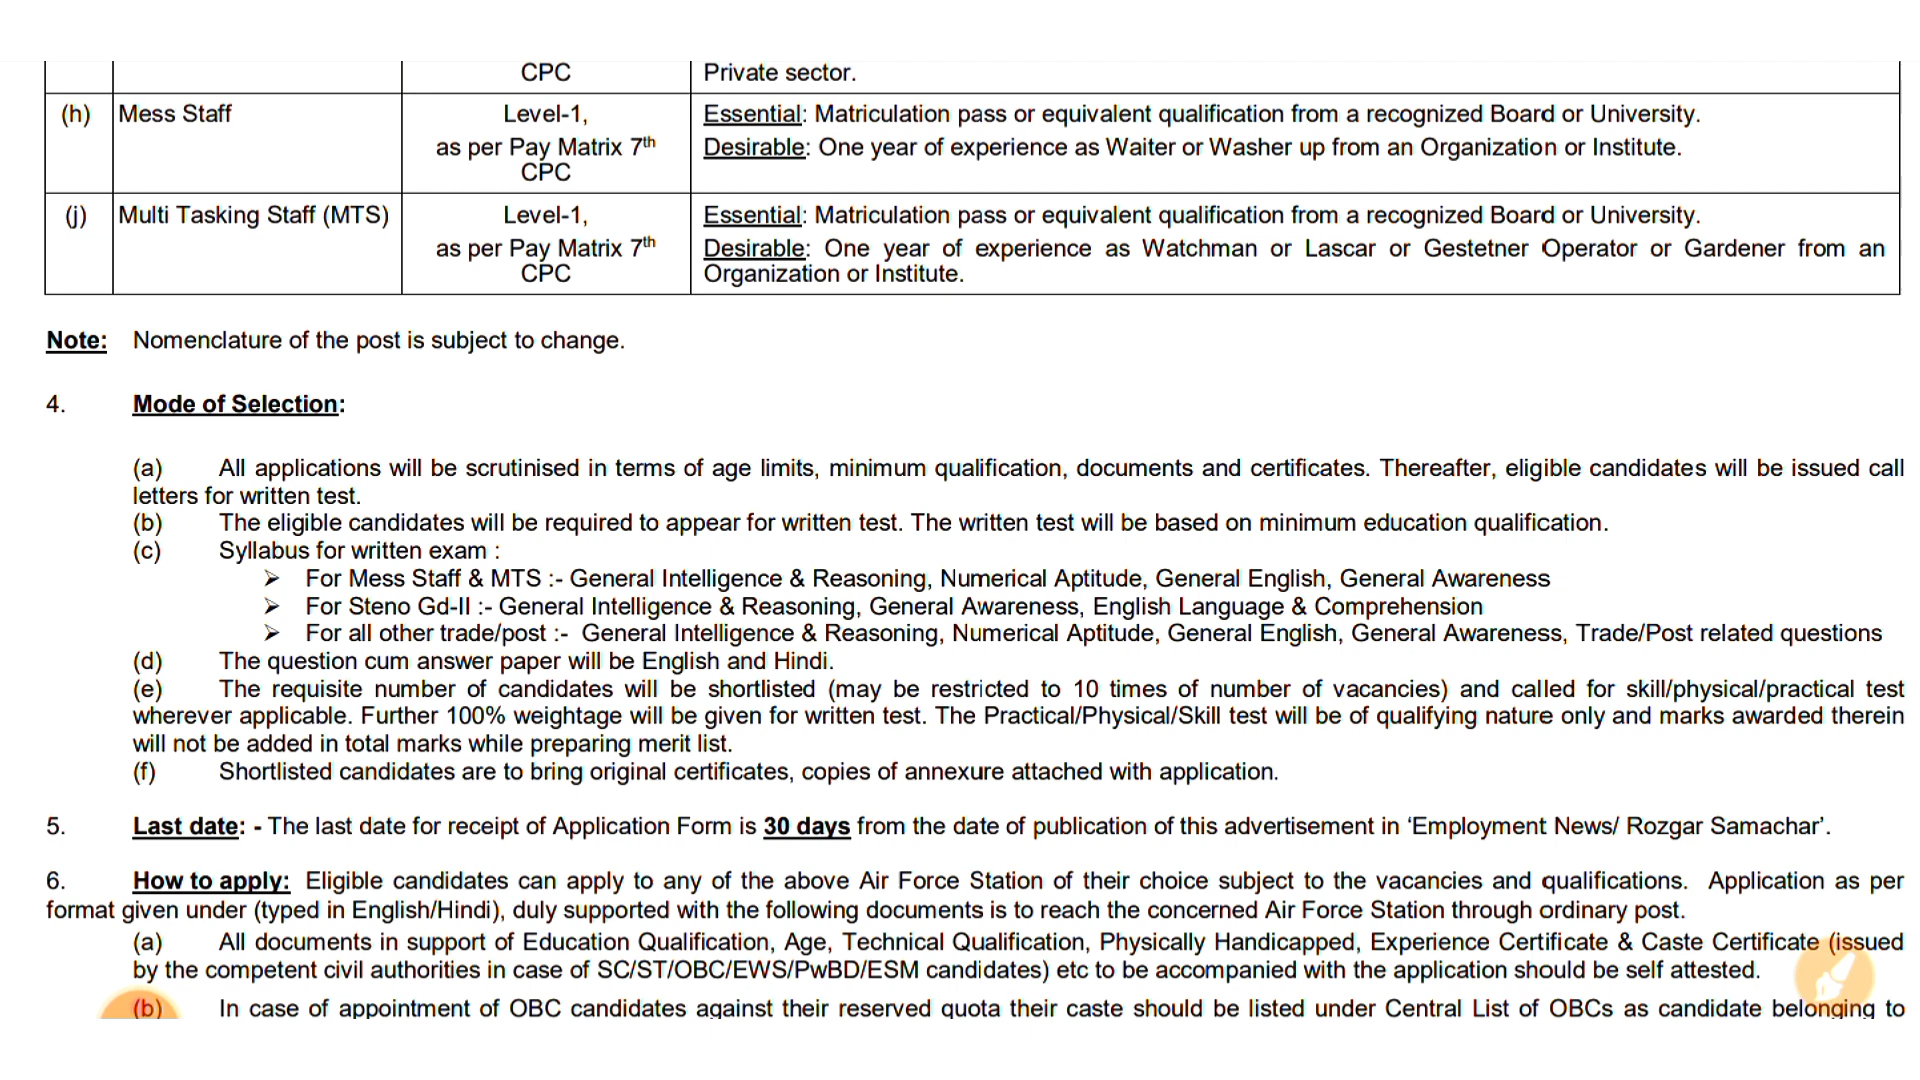 CPC
Private sector.
(h)
Mess Staff
Level-1,
as per Pay Matrix 7th
CPC
Essential: Matriculation pass or equivalent qualification from a recognized Board or University.
Desirable: One year of experience as Waiter or Washer up from an Organization or Institute.
(j)
Multi Tasking Staff (MTS)
Level-1,
as per Pay Matrix 7th
CPC
Essential: Matriculation pass or equivalent qualification from a recognized Board or University.
Desirable: One year of experience as Watchman or Lascar or Gestetner Operator or Gardener from an
Organization or Institute.
Note: Nomenclature of the post is subject to change.
4. Mode of Selection:
(a) All applications will be scrutinised in terms of age limits, minimum qualification, documents and certificates. Thereafter, eligible candidates will be issued call
letters for written test.
(b) The eligible candidates will be required to appear for written test. The written test will be based on minimum education qualification.
(c) Syllabus for written exam :
➢ For Mess Staff & MTS :- General Intelligence & Reasoning, Numerical Aptitude, General English, General Awareness
➢ For Steno Gd-II :- General Intelligence & Reasoning, General Awareness, English Language & Comprehension
➢ For all other trade/post :- General Intelligence & Reasoning, Numerical Aptitude, General English, General Awareness, Trade/Post related questions
(d) The question cum answer paper will be English and Hindi.
(e) The requisite number of candidates will be shortlisted (may be restricted to 10 times of number of vacancies) and called for skill/physical/practical test
wherever applicable. Further 100% weightage will be given for written test. The Practical/Physical/Skill test will be of qualifying nature only and marks awarded therein
will not be added in total marks while preparing merit list.
(f) Shortlisted candidates are to bring original certificates, copies of annexure attached with application.
5. Last date: - The last date for receipt of Application Form is 30 days from the date of publication of this advertisement in ‘Employment News/ Rozgar Samachar’.
6. How to apply: Eligible candidates can apply to any of the above Air Force Station of their choice subject to the vacancies and qualifications. Application as per
format given under (typed in English/Hindi), duly supported with the following documents is to reach the concerned Air Force Station through ordinary post.
(a) All documents in support of Education Qualification, Age, Technical Qualification, Physically Handicapped, Experience Certificate & Caste Certificate (issued
by the competent civil authorities in case of SC/ST/OBC/EWS/PwBD/ESM candidates) etc to be accompanied with the application should be self attested.
(b) In case of appointment of OBC candidates against their reserved quota their caste should be listed under Central List of OBCs as candidate belonging to